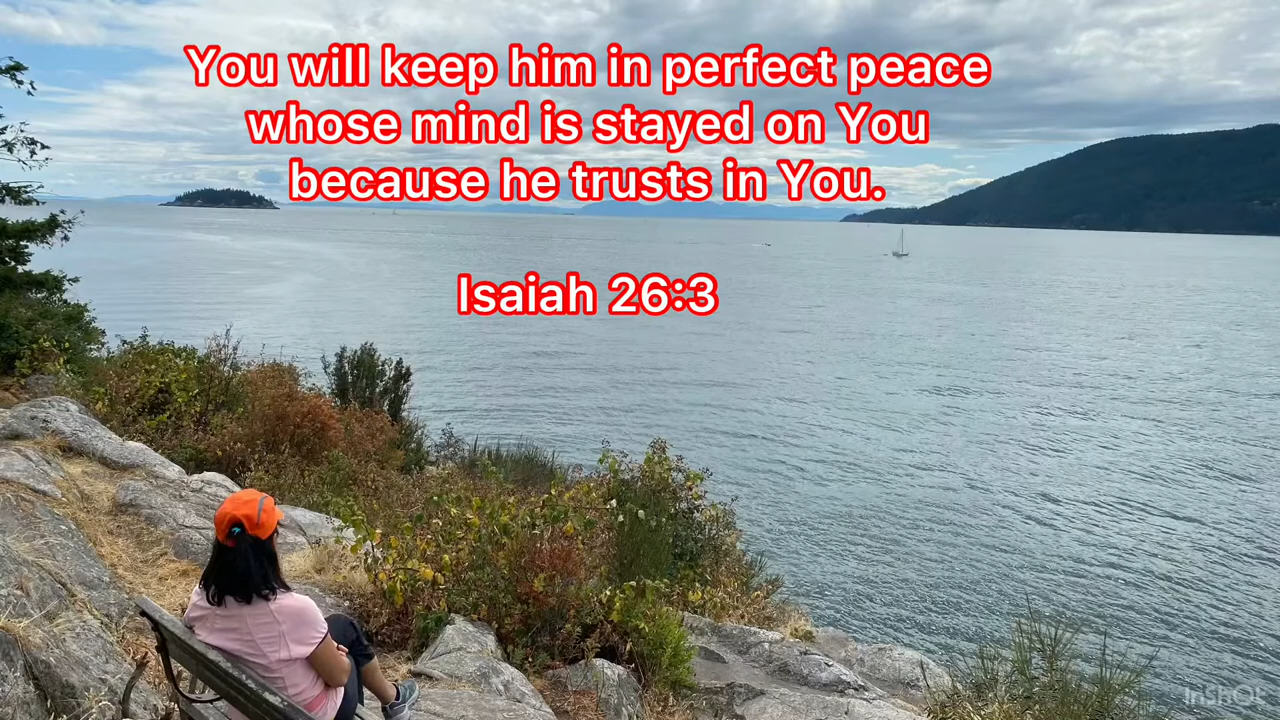 You will keep him in perfect peace
whose mind is stayed on You
because he trusts in You.
Isaiah 26:3
InShOt